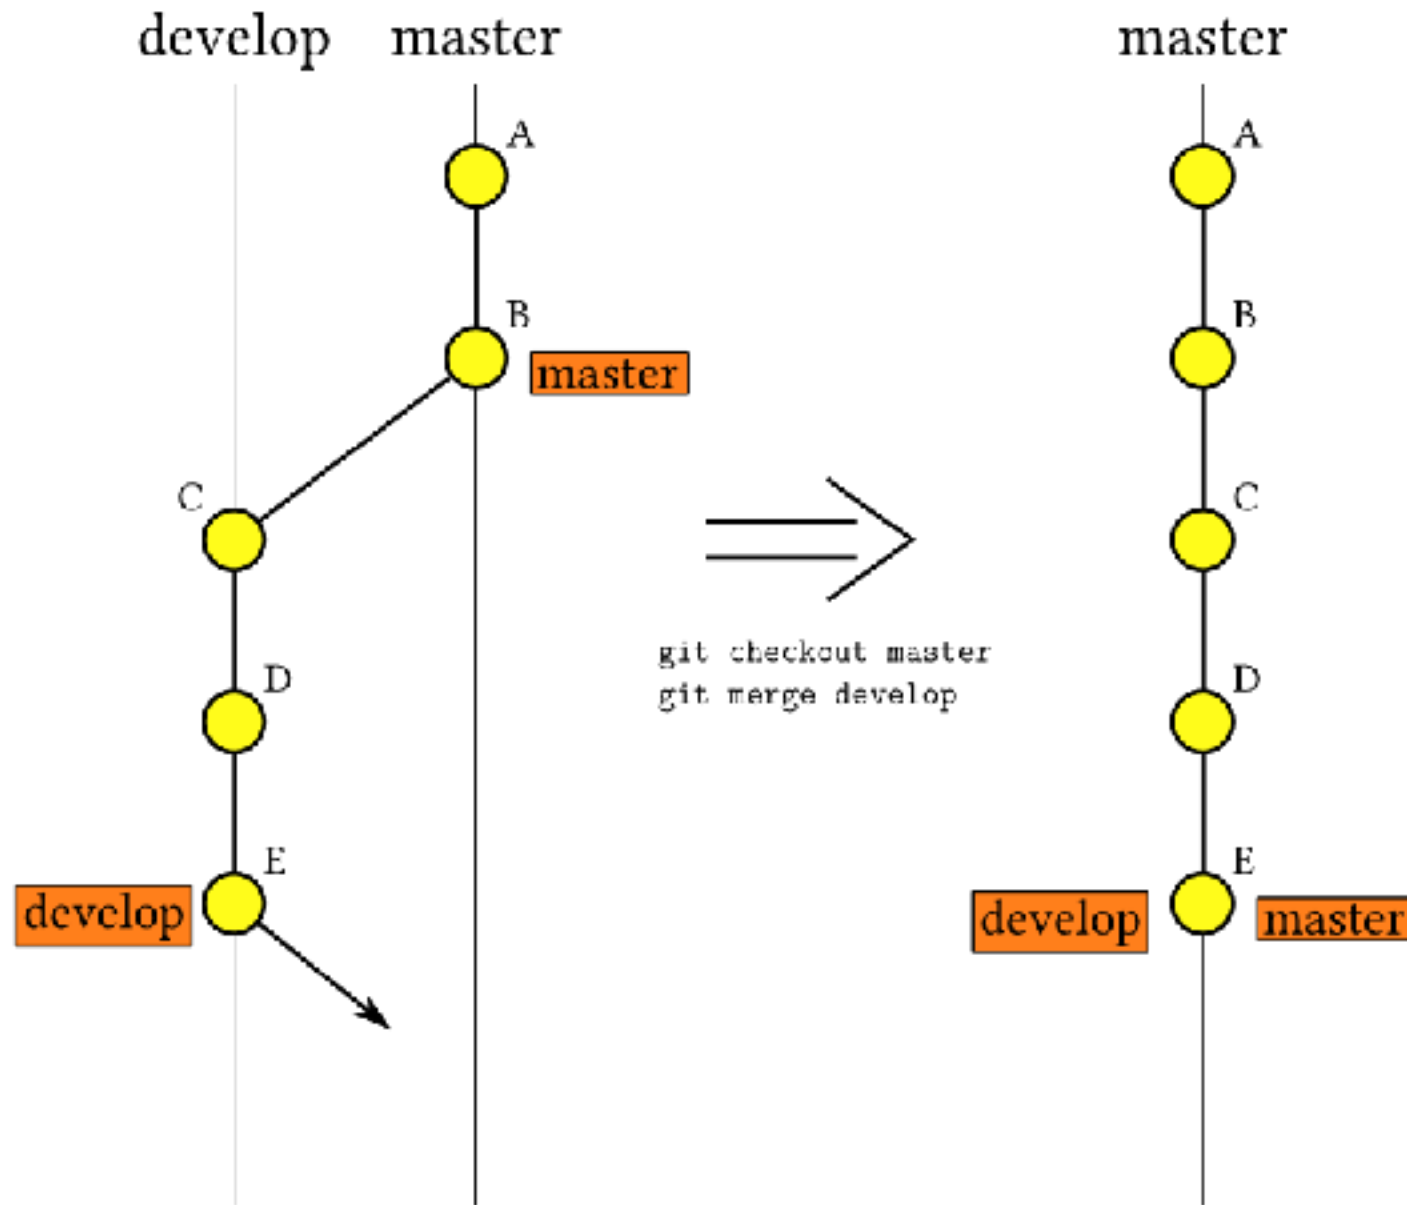 develop master master
A A
B B
master
C C
git checkout master
git merge develop
D D
E E
develop develop master